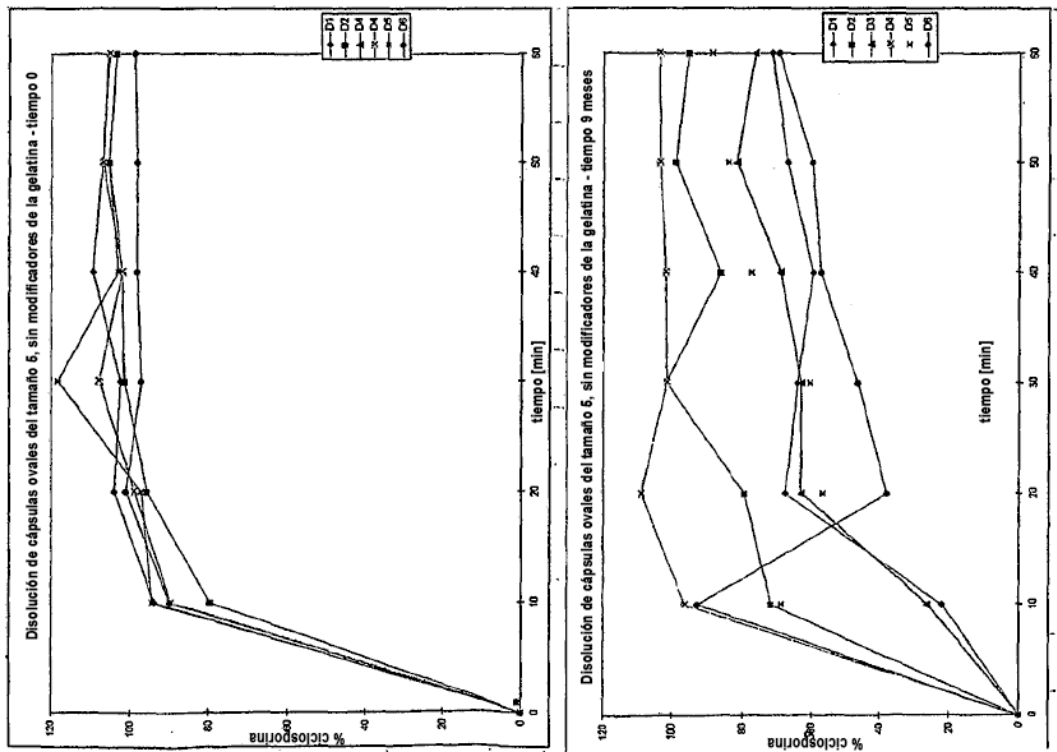 Disolución de cápsulas ovales del tamaño 5, sin modificadores de la gelatina - tiempo 0
120
100
80
60
40
20
0
% ciclosporina
0
10
20
30
40
50
60
tiempo [min]
D1
D2
D4
D4
D5
D6
Disolución de cápsulas ovales del tamaño 5, sin modificadores de la gelatina - tiempo 9 meses
120
100
80
60
40
20
0
% ciclosporina
0
10
20
30
40
50
60
tiempo [min]
D1
D2
D3
D4
D5
D6